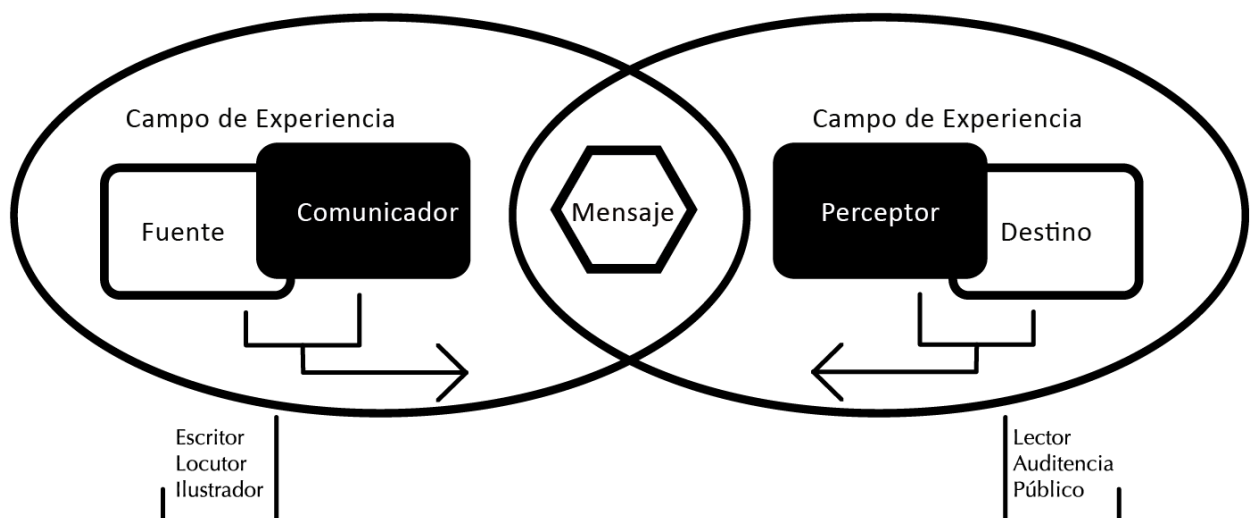 Campo de Experiencia
Fuente
Comunicador
Mensaje
Campo de Experiencia
Perceptor
Destino
Escritor
Locutor
Ilustrador
Lector
Auditencia
Público